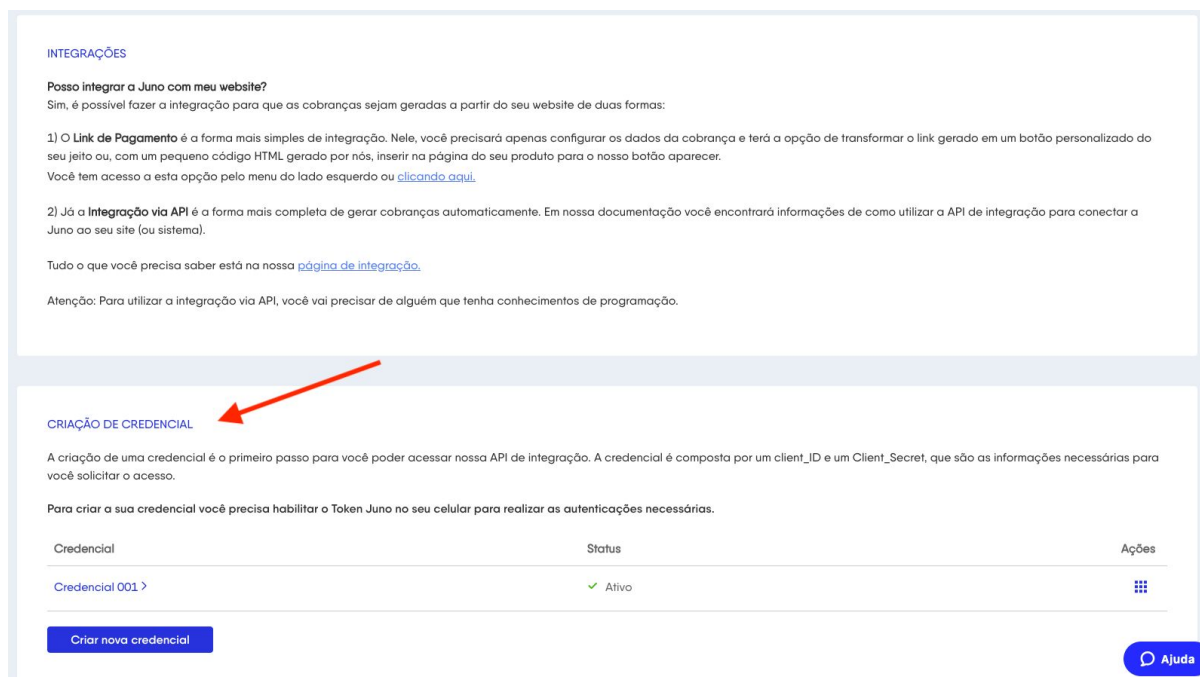 INTEGRAÇÕES
Posso integrar a Juno com meu website?
Sim, é possível fazer a integração para que as cobranças sejam geradas a partir do seu website de duas formas:
1) O Link de Pagamento é a forma mais simples de integração. Nele, você precisará apenas configurar os dados da cobrança e terá a opção de transformar o link gerado em um botão personalizado do
seu jeito ou, com um pequeno código HTML gerado por nós, inserir na página do seu produto para o nosso botão aparecer.
Você tem acesso a esta opção pelo menu do lado esquerdo ou clicando aqui.
2) Já a Integração via API é a forma mais completa de gerar cobranças automaticamente. Em nossa documentação você encontrará informações de como utilizar a API de integração para conectar a
Juno ao seu site (ou sistema).
Tudo o que você precisa saber está na nossa página de integração.
Atenção: Para utilizar a integração via API, você vai precisar de alguém que tenha conhecimentos de programação.
CRIAÇÃO DE CREDENCIAL
A criação de uma credencial é o primeiro passo para você poder acessar nossa API de integração. A credencial é composta por um client_ID e um Client_Secret, que são as informações necessárias para
você solicitar o acesso.
Para criar a sua credencial você precisa habilitar o Token Juno no seu celular para realizar as autenticações necessárias.
Credencial Status Ações
Credencial 001 > Ativo
Criar nova credencial
Ajuda